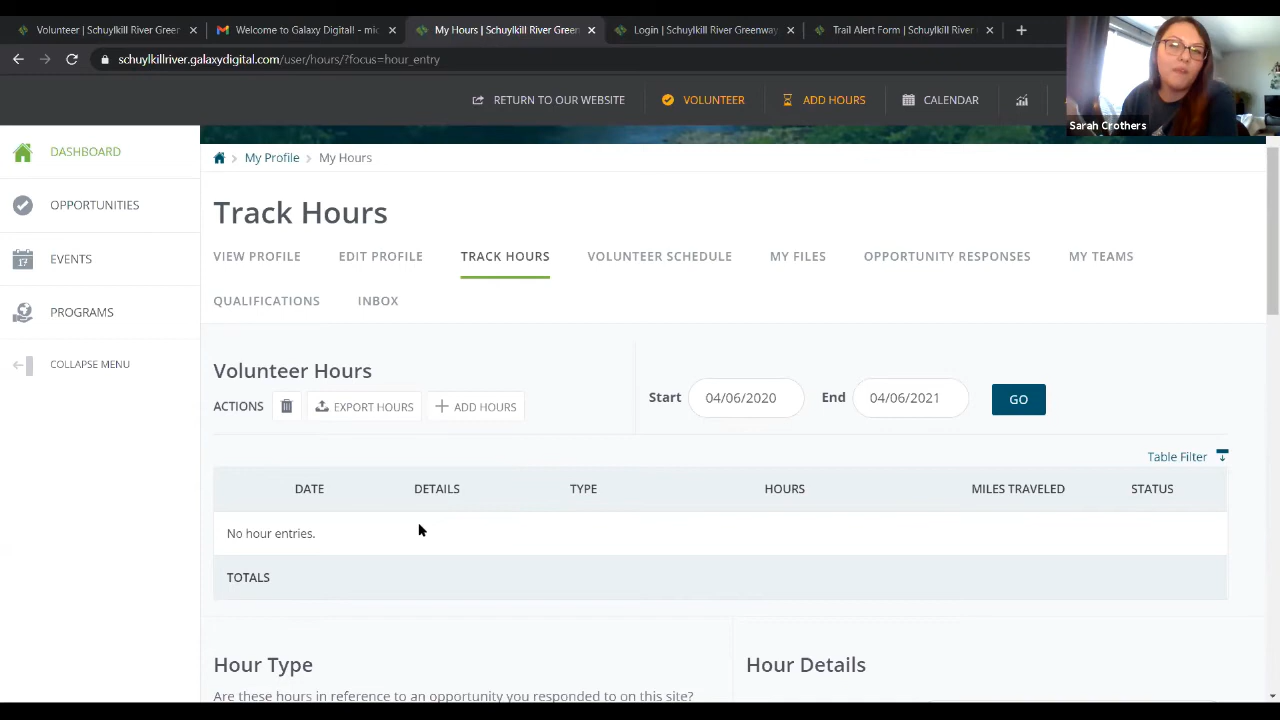 Volunteer | Schuylkill River Green
Welcome to Galaxy Digital! - mic
My Hours | Schuylkill River Green
Login | Schuylkill River Greenway
Trail Alert Form | Schuylkill River
schuylkillriver.galaxydigital.com/user/hours/?focus=hour_entry
RETURN TO OUR WEBSITE
VOLUNTEER
ADD HOURS
CALENDAR
Sarah Crothers
DASHBOARD
OPPORTUNITIES
17
EVENTS
PROGRAMS
COLLAPSE MENU
My Profile > My Hours
Track Hours
VIEW PROFILE EDIT PROFILE TRACK HOURS VOLUNTEER SCHEDULE MY FILES OPPORTUNITY RESPONSES MY TEAMS
QUALIFICATIONS INBOX
Volunteer Hours
ACTIONS EXPORT HOURS + ADD HOURS
Start 04/06/2020 End 04/06/2021 GO
Table Filter
DATE DETAILS TYPE HOURS MILES TRAVELED STATUS
No hour entries.
TOTALS
Hour Type
Are these hours in reference to an opportunity you responded to on this site?
Hour Details